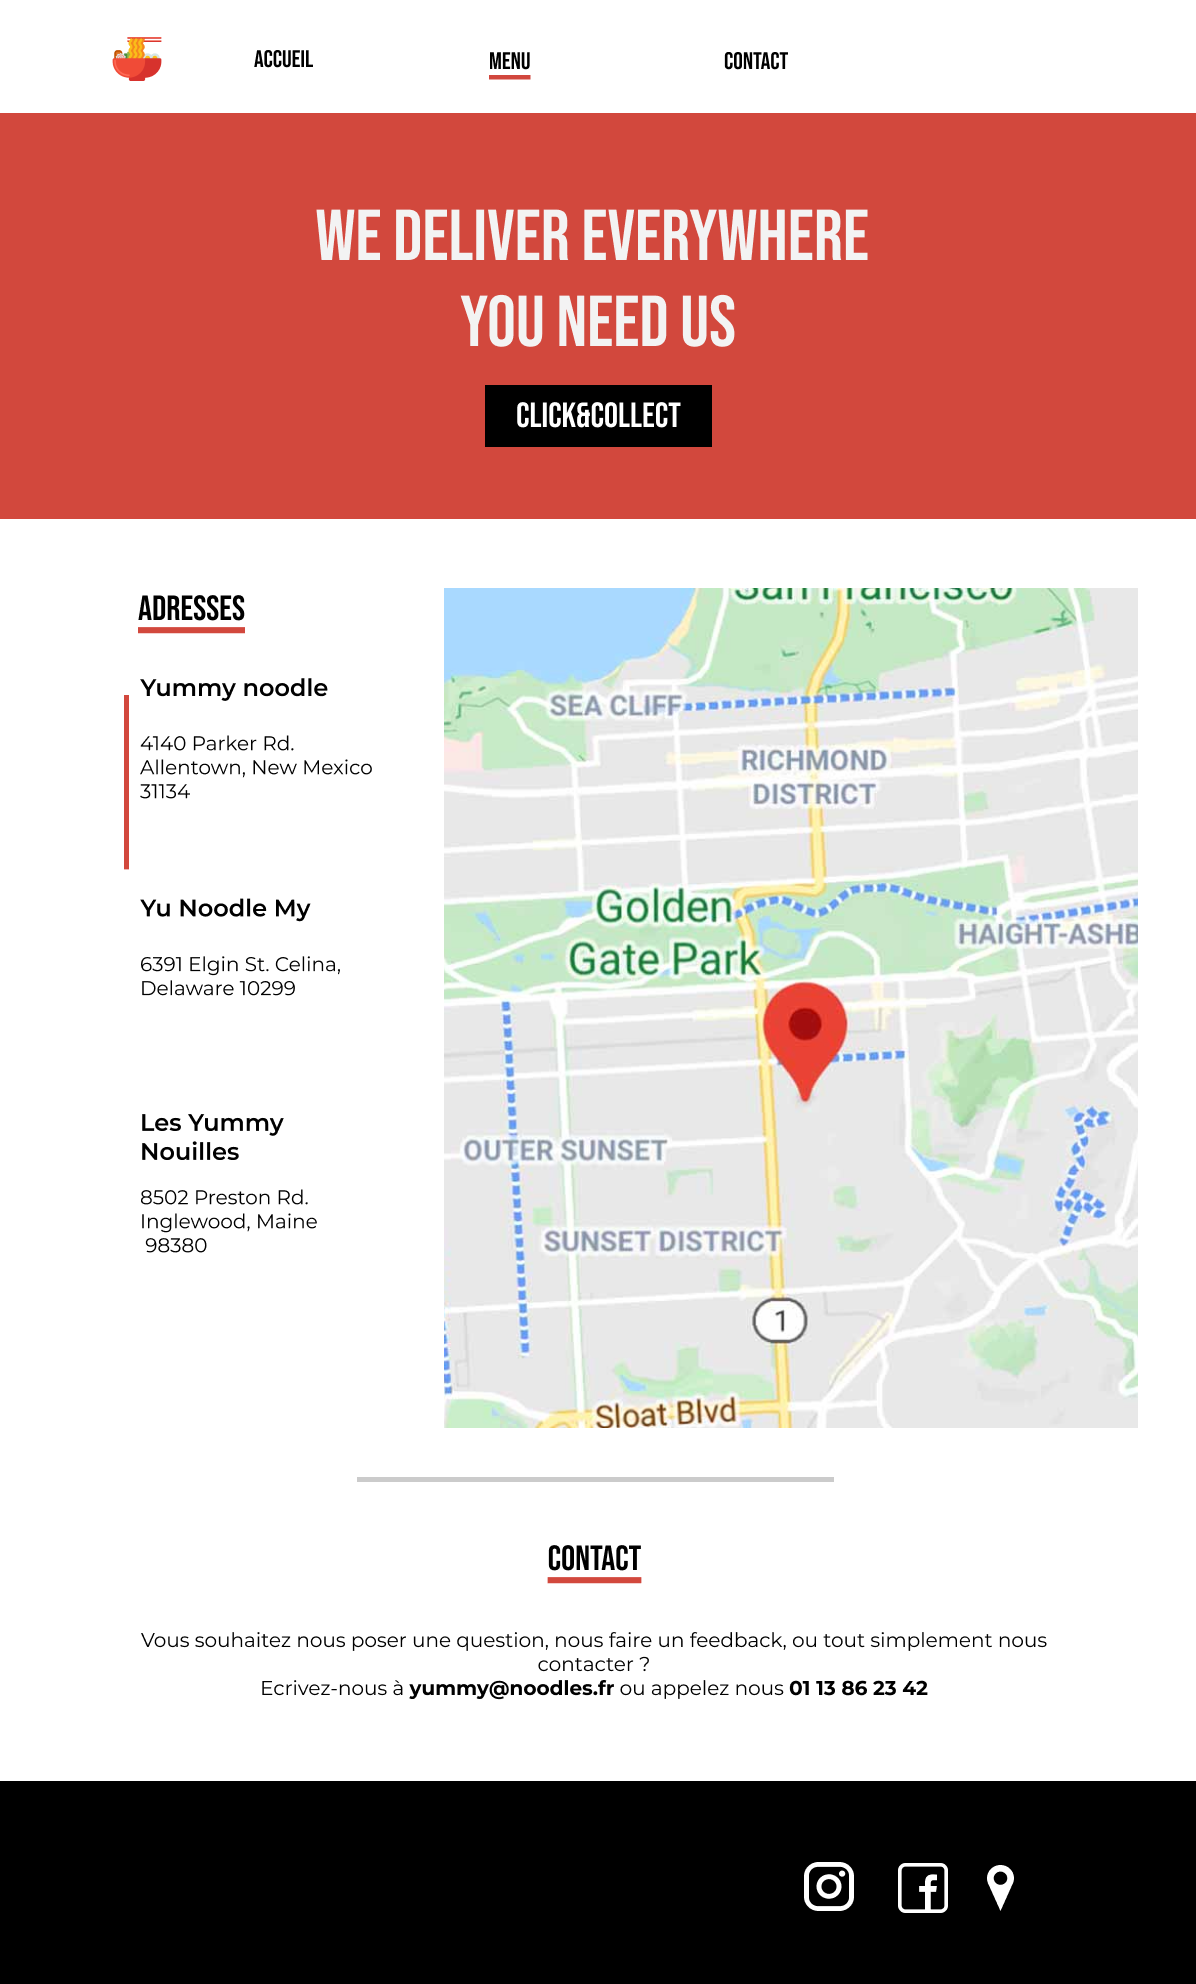 ACCUEIL
MENU
CONTACT
WE DELIVER EVERYWHERE
YOU NEED US
CLICK&COLLECT
ADRESSES
Yummy noodle
4140 Parker Rd.
Allentown, New Mexico
31134
Yu Noodle My
6391 Elgin St. Celina,
Delaware 10299
Les Yummy
Nouilles
8502 Preston Rd.
Inglewood, Maine
98380
San Francisco
SEA CLIFF
RICHMOND
DISTRICT
Golden
Gate Park
HAIGHT-ASHB
OUTER SUNSET
SUNSET DISTRICT
1
Sloat Blvd
CONTACT
Vous souhaitez nous poser une question, nous faire un feedback, ou tout simplement nous
contacter ?
Ecrivez-nous à yummy@noodles.fr ou appelez nous 01 13 86 23 42